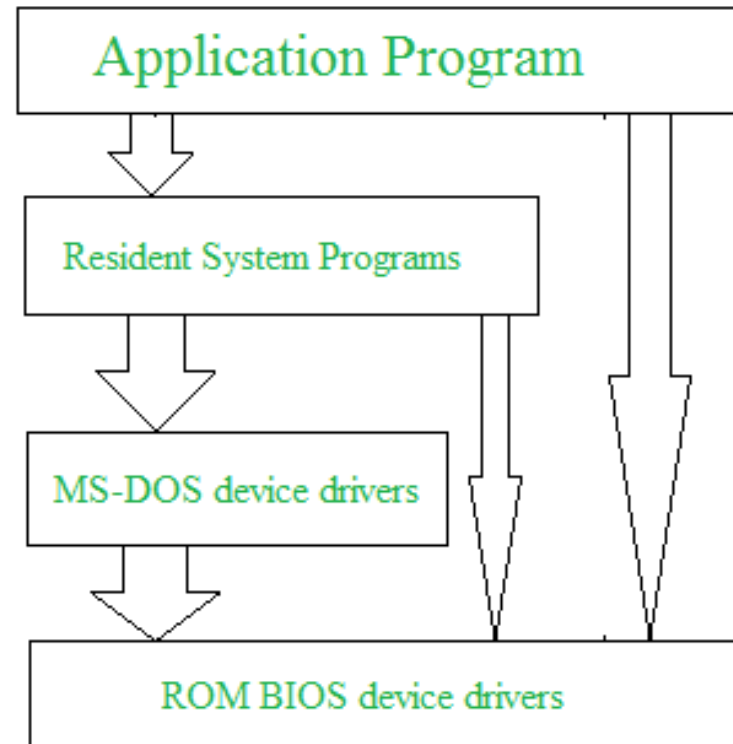 Application Program
Resident System Programs
MS-DOS device drivers
ROM BIOS device drivers